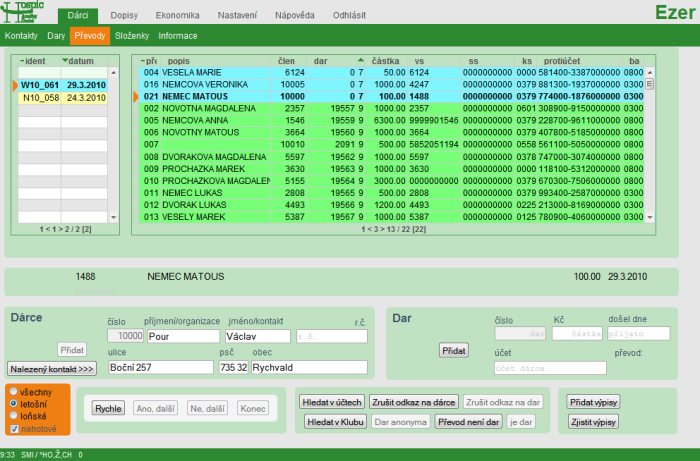 Hospic
Dárci Dopisy Ekonomika Nastavení Nápověda Odhlásit Ezer
Kontakty Dary Převody Složenky Informace
ident datum
W10_061 29.3.2010
N10_058 24.3.2010
1 < 1 > 2 / 2 [2]
při popis člen dar částka vs ss ks protiúčet ba
004 VESELA MARIE 6124 0 7 50.00 6124 0000000000 0000 581400-3387000000 0800
016 NEMCOVA VERONIKA 10005 0 7 1000.00 4247 0000000000 0379 881300-1937000000 0300
021 NEMEC MATOUS 10000 0 7 100.00 1488 0000000000 0379 774000-1876000000 0300
002 NOVOTNA MAGDALENA 2357 19557 9 1000.00 2357 0000000000 0601 308900-9150000000 0300
005 NEMCOVA ANNA 1546 19559 9 6300.00 9999901546 0000000000 0379 228700-9611000000 0800
006 NOVOTNY MATOUS 3664 19560 9 1000.00 3664 0000000000 0379 407800-5185000000 0800
007 10010 2091 9 500.00 5852051194 0000000000 0558 561100-5050000000 0800
008 DVORAKOVA MAGDALENA 5597 19562 9 1000.00 5597 0000000000 0378 747000-3074000000 0800
009 PROCHAZKA MAREK 3630 19563 9 1000.00 3630 0000000000 0000 118100-5312000000 0800
010 PROCHAZKOVA MAGDALEN 5155 19564 9 3000.00 0000000000 0000000000 0379 670300-7506000000 0800
011 NEMEC LUKAS 2808 19565 9 500.00 2808 0000000000 0379 993400-2587000000 0300
012 DVORAK LUKAS 4493 19566 9 1200.00 4493 0000000000 0225 213000-8169000000 0300
013 VESELY MAREK 5387 19567 9 1000.00 5387 0000000000 0125 780900-4060000000 0300
1 < 3 > 13 / 22 [22]
1488 NEMEC MATOUS 100.00 29.3.2010
Dárce
číslo příjmení/organizace jméno/kontakt r.č.
10000 Pour Václav r.č.
Přidat
ulice psč obec
Nalezený kontakt >>> Boční 257 735 32 Rychvald
Dar
číslo Kč došel dne
dar částka přijato
Přidat
účet převod:
účet dárce
všechny
letošní
loňské
nehotové
Rychle Ano, další Ne, další Konec
Hledat v účtech Zrušit odkaz na dárce Zrušit odkaz na dar
Hledat v Klubu Dar anonyma Převod není dar je dar
Přidat výpisy
Zjistit výpisy
9:33 SMI / *HO,Ž,CH 0